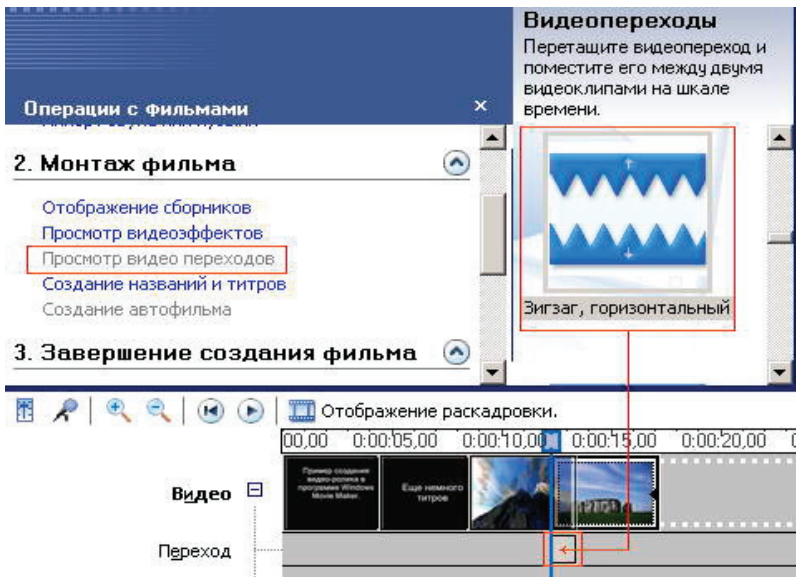 Операции с фильмами
2. Монтаж фильма
Отображение сборников
Просмотр видеоэффектов
Просмотр видео переходов
Создание названий и титров
Создание автофильма
3. Завершение создания фильма
Видеопереходы
Перетащите видеопереход и
поместите его между двумя
видеоклипами на шкале
времени.
Зигзаг, горизонтальный
Отображение раскадровки.
00,00 0:00:05,00 0:00:10,00 0:00:15,00 0:00:20,00
Видео
Пример создания
видео-ролика в
программе Windows
Movie Maker.
Еще немного
титров
Переход